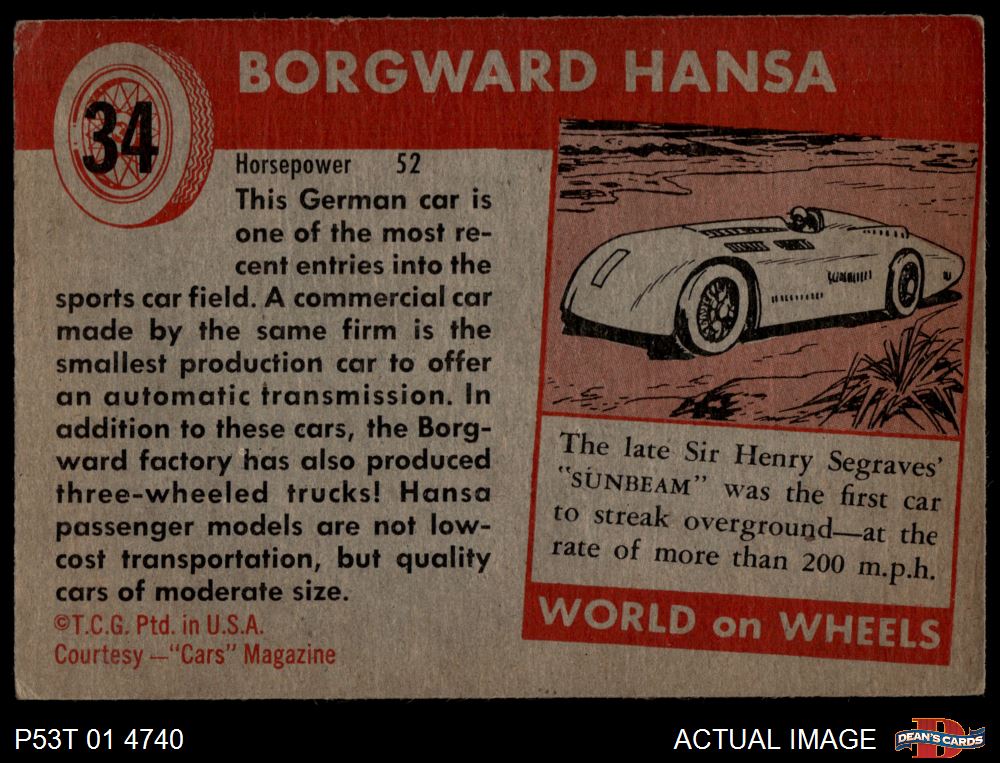 BORGWARD HANSA
34
Horsepower 52
This German car is
one of the most re-
cent entries into the
sports car field. A commercial car
made by the same firm is the
smallest production car to offer
an automatic transmission. In
addition to these cars, the Borg-
ward factory has also produced
three-wheeled trucks! Hansa
passenger models are not low-
cost transportation, but quality
cars of moderate size.
©T.C.G. Ptd. in U.S.A.
Courtesy —"Cars" Magazine
The late Sir Henry Segraves'
"SUNBEAM" was the first car
to streak overground—at the
rate of more than 200 m.p.h.
WORLD on WHEELS
P53T 01 4740
ACTUAL IMAGE
DEAN'S CARDS